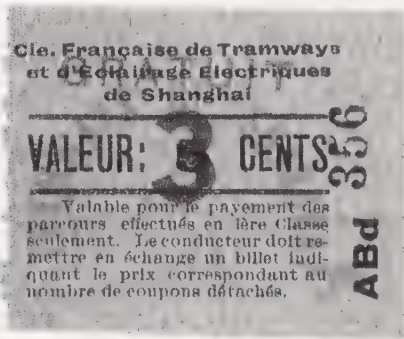 Cie. Française de Tramways
et d'Éclairage Electriques
de Shanghai
GRATUIT
VALEUR: 3 CENTS
Valable pour le payement des
parcours effectués en 1ère Classe
seulement. Le conducteur doit re-
mettre en échange un billet indi-
quant le prix correspondant au
nombre de coupons détachés.
ABd 356